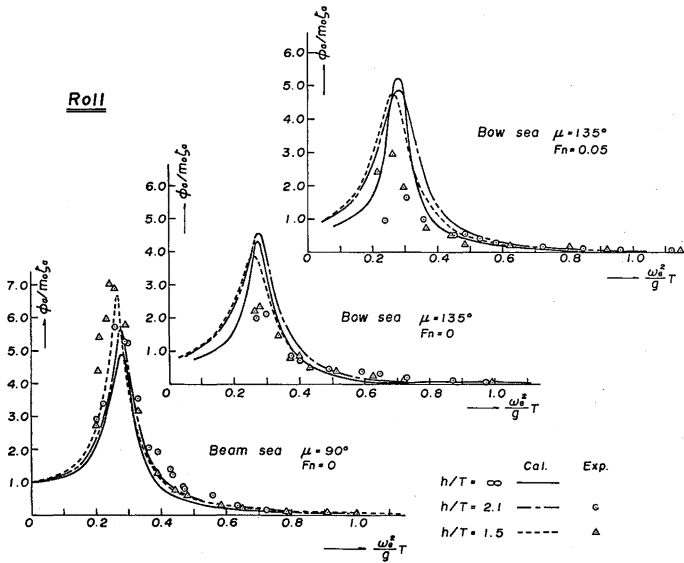 Roll
ϕa/m₀ζa
6.0
5.0
4.0
3.0
2.0
1.0
0
0.2
0.4
0.6
0.8
1.0
ωe²/g T
Bow sea μ=135°
Fn=0.05
ϕa/m₀ζa
6.0
5.0
4.0
3.0
2.0
1.0
0
0.2
0.4
0.6
0.8
1.0
ωe²/g T
Bow sea μ=135°
Fn=0
ϕa/m₀ζa
7.0
6.0
5.0
4.0
3.0
2.0
1.0
0
0.2
0.4
0.6
0.8
1.0
ωe²/g T
Beam sea μ=90°
Fn=0
Cal. Exp.
h/T= ∞
h/T= 2.1
h/T= 1.5